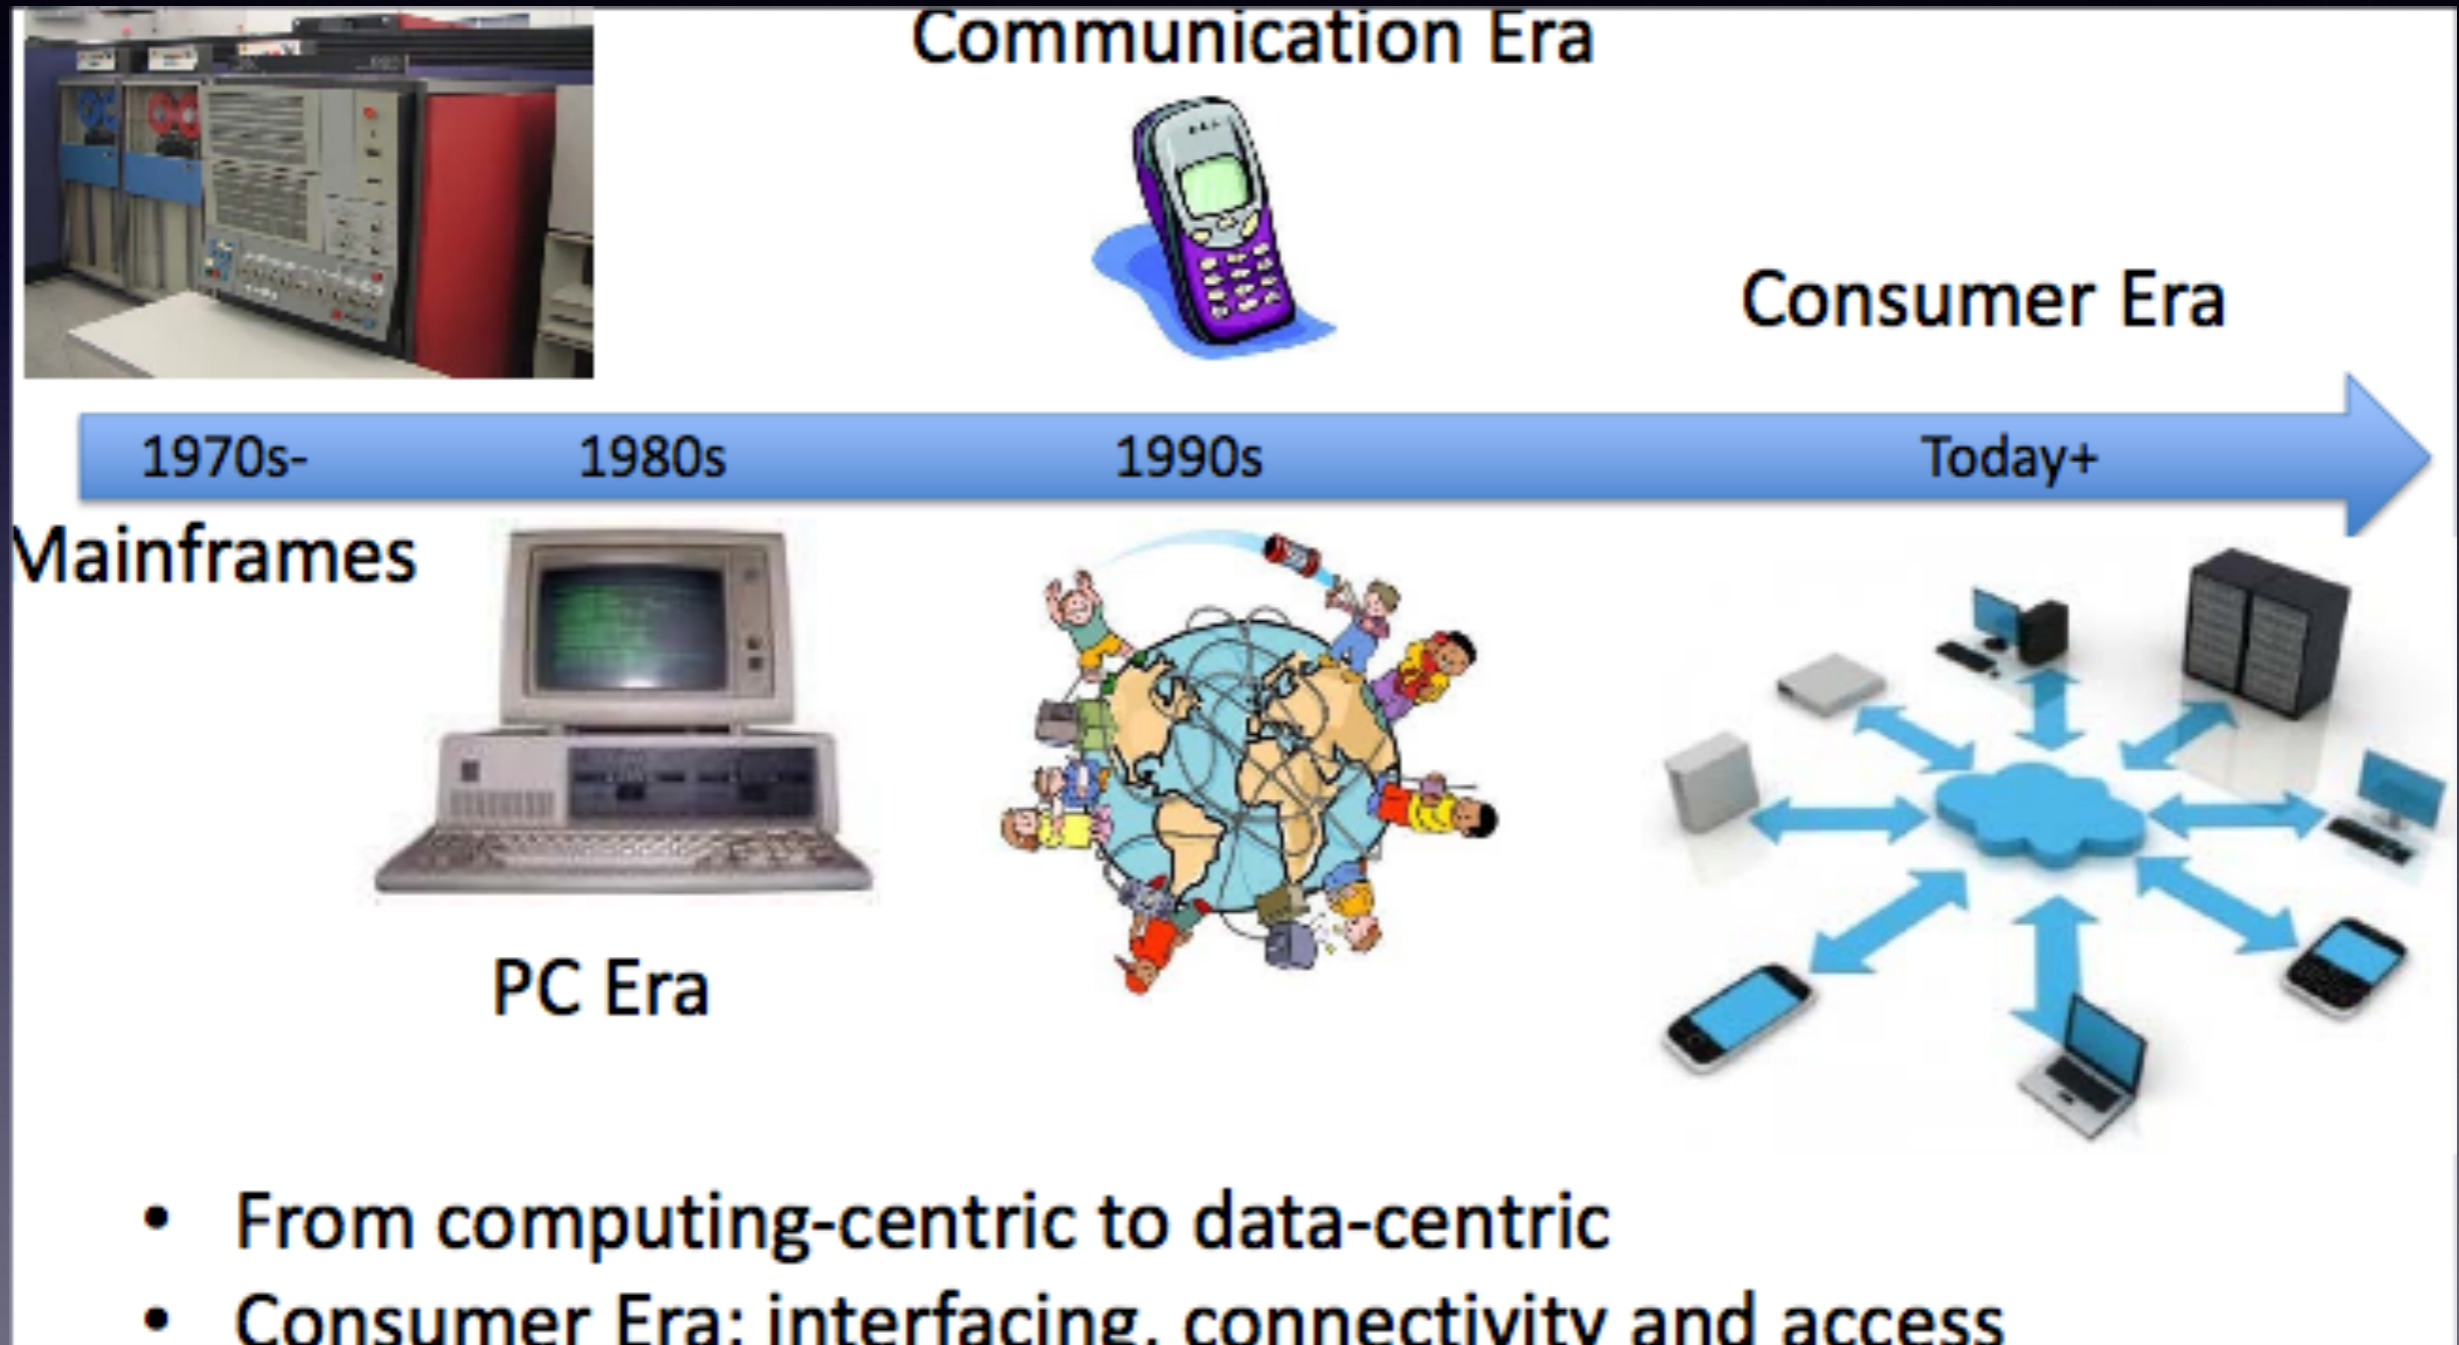 Communication Era
Consumer Era
1970s-
1980s
1990s
Today+
Mainframes
PC Era
• From computing-centric to data-centric
• Consumer Era: interfacing, connectivity and access